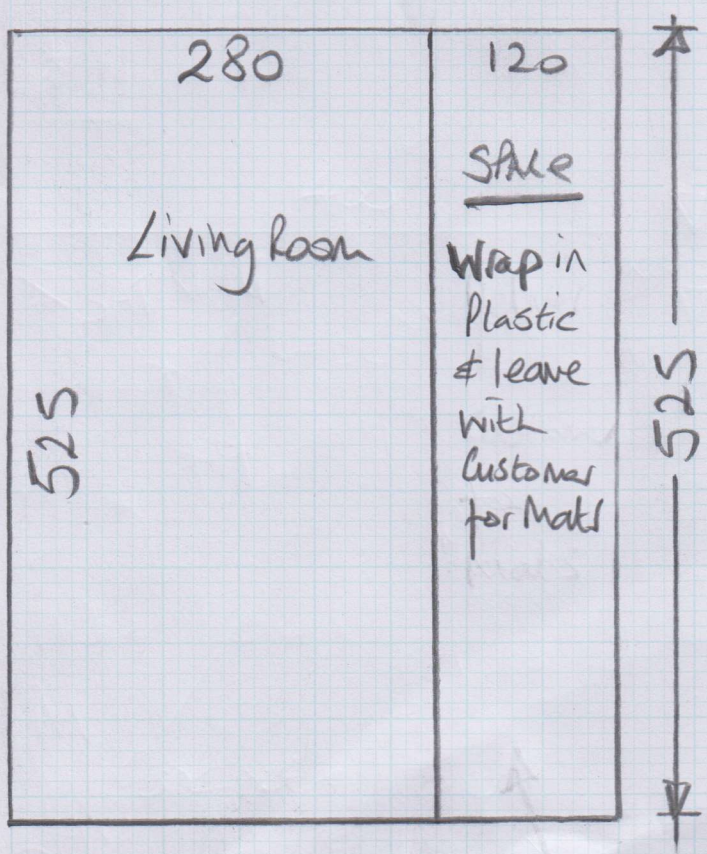 280
120
Spare
Living Room
Wrap in
Plastic
& leave
with
Customer
for Mats
525
525